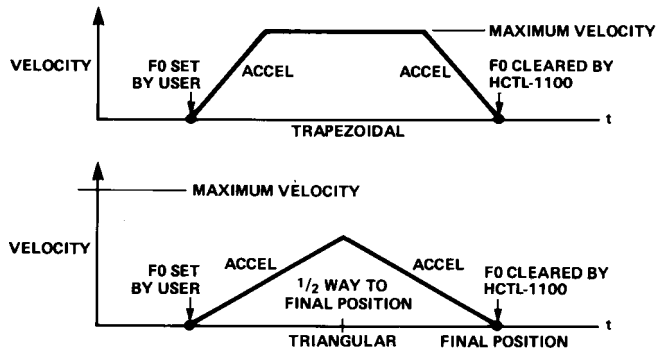 MAXIMUM VELOCITY
VELOCITY
F0 SET
BY USER
ACCEL
ACCEL
F0 CLEARED BY
HCTL-1100
TRAPEZOIDAL
t
MAXIMUM VELOCITY
VELOCITY
F0 SET
BY USER
ACCEL
1/2 WAY TO
FINAL POSITION
ACCEL
F0 CLEARED BY
HCTL-1100
t
TRIANGULAR
FINAL POSITION